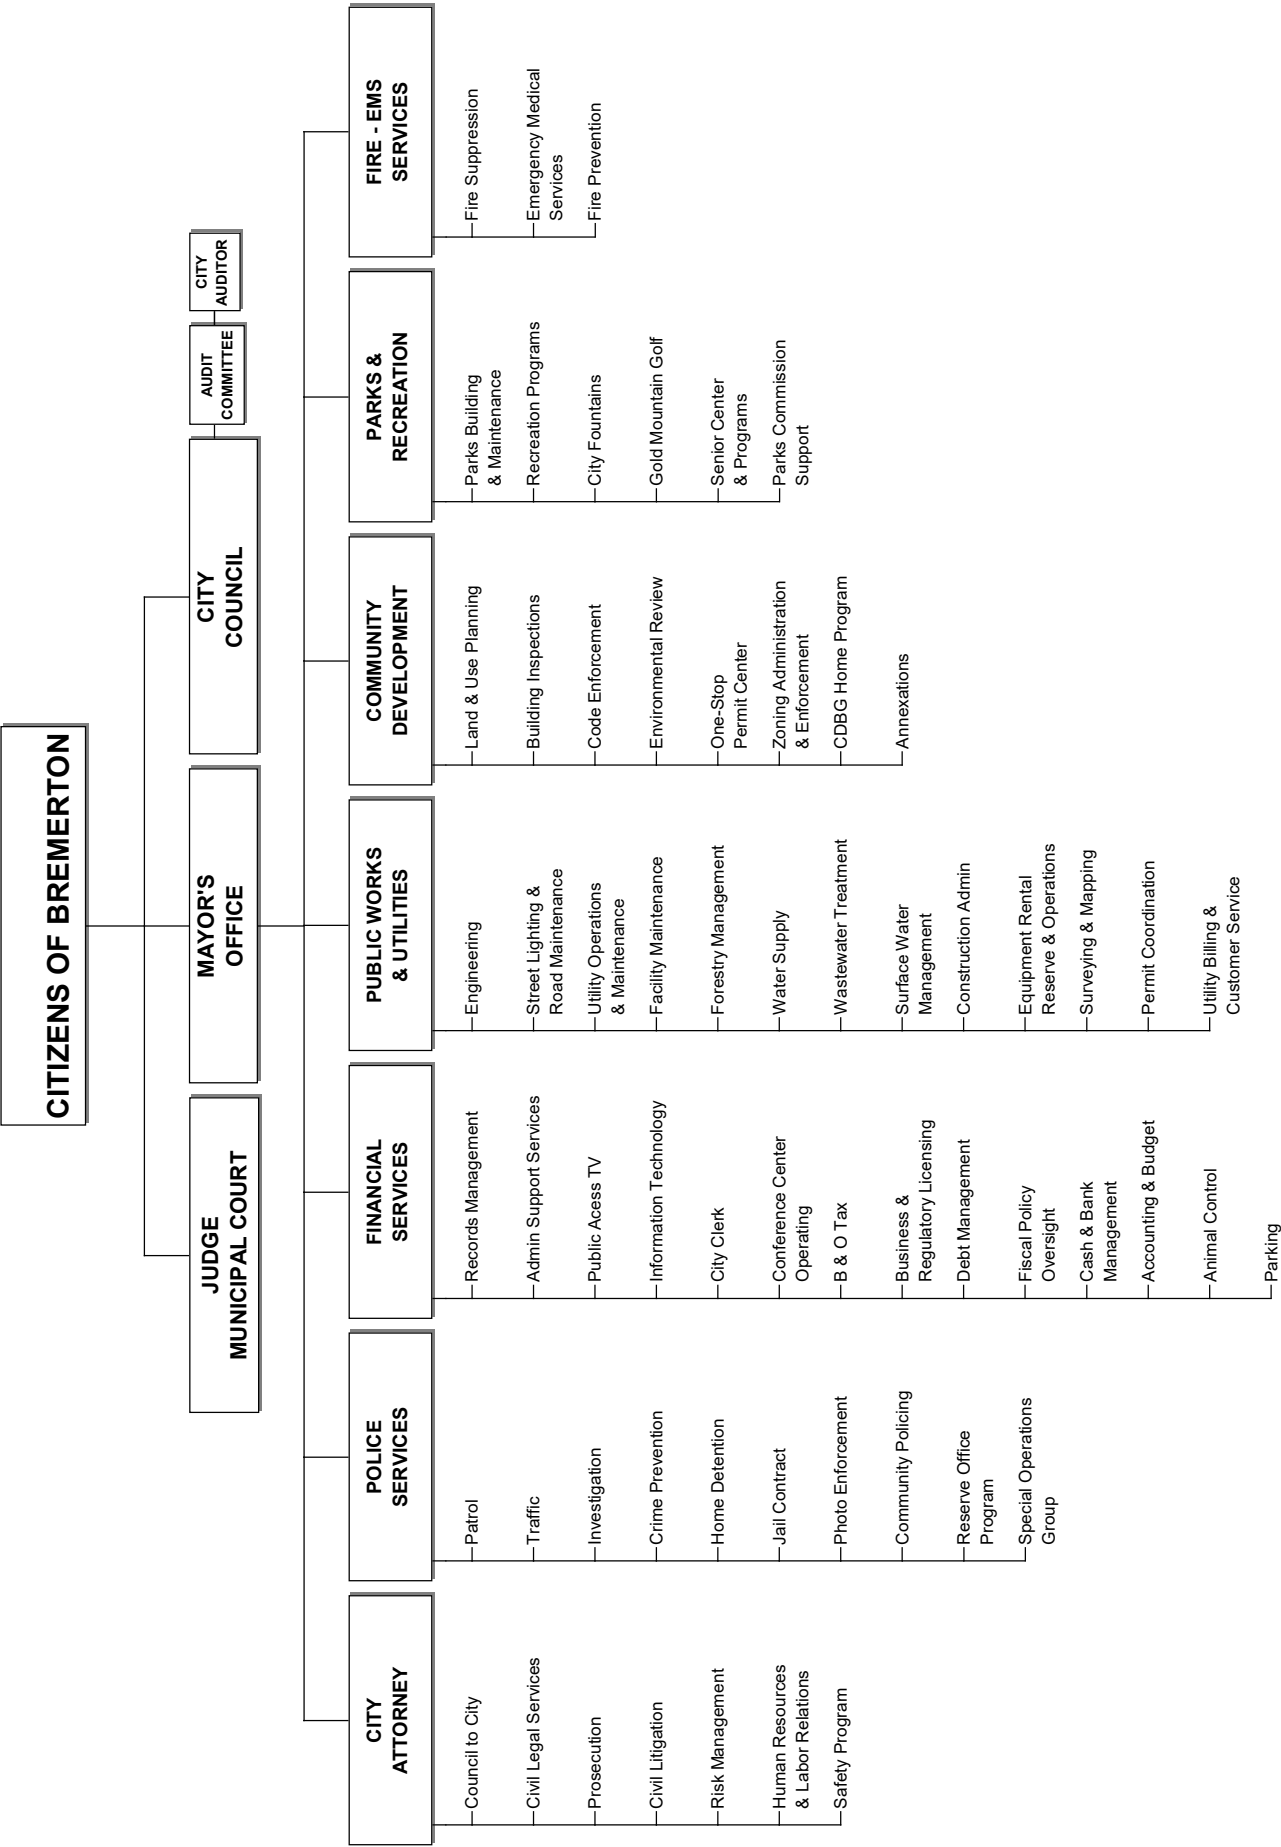 CITIZENS OF BREMERTON
JUDGE
MUNICIPAL COURT
MAYOR'S
OFFICE
CITY
COUNCIL
AUDIT
COMMITTEE
CITY
AUDITOR
CITY
ATTORNEY
Council to City
Civil Legal Services
Prosecution
Civil Litigation
Risk Management
Human Resources
& Labor Relations
Safety Program
POLICE
SERVICES
Patrol
Traffic
Investigation
Crime Prevention
Home Detention
Jail Contract
Photo Enforcement
Community Policing
Reserve Office
Program
Special Operations
Group
FINANCIAL
SERVICES
Records Management
Admin Support Services
Public Access TV
Information Technology
City Clerk
Conference Center
Operating
B & O Tax
Business &
Regulatory Licensing
Debt Management
Fiscal Policy
Oversight
Cash & Bank
Management
Accounting & Budget
Animal Control
Parking
PUBLIC WORKS
& UTILITIES
Engineering
Street Lighting &
Road Maintenance
Utility Operations
& Maintenance
Facility Maintenance
Forestry Management
Water Supply
Wastewater Treatment
Surface Water
Management
Construction Admin
Equipment Rental
Reserve & Operations
Surveying & Mapping
Permit Coordination
Utility Billing &
Customer Service
COMMUNITY
DEVELOPMENT
Land & Use Planning
Building Inspections
Code Enforcement
Environmental Review
One-Stop
Permit Center
Zoning Administration
& Enforcement
CDBG Home Program
Annexations
PARKS &
RECREATION
Parks Building
& Maintenance
Recreation Programs
City Fountains
Gold Mountain Golf
Senior Center
& Programs
Parks Commission
Support
FIRE - EMS
SERVICES
Fire Suppression
Emergency Medical
Services
Fire Prevention